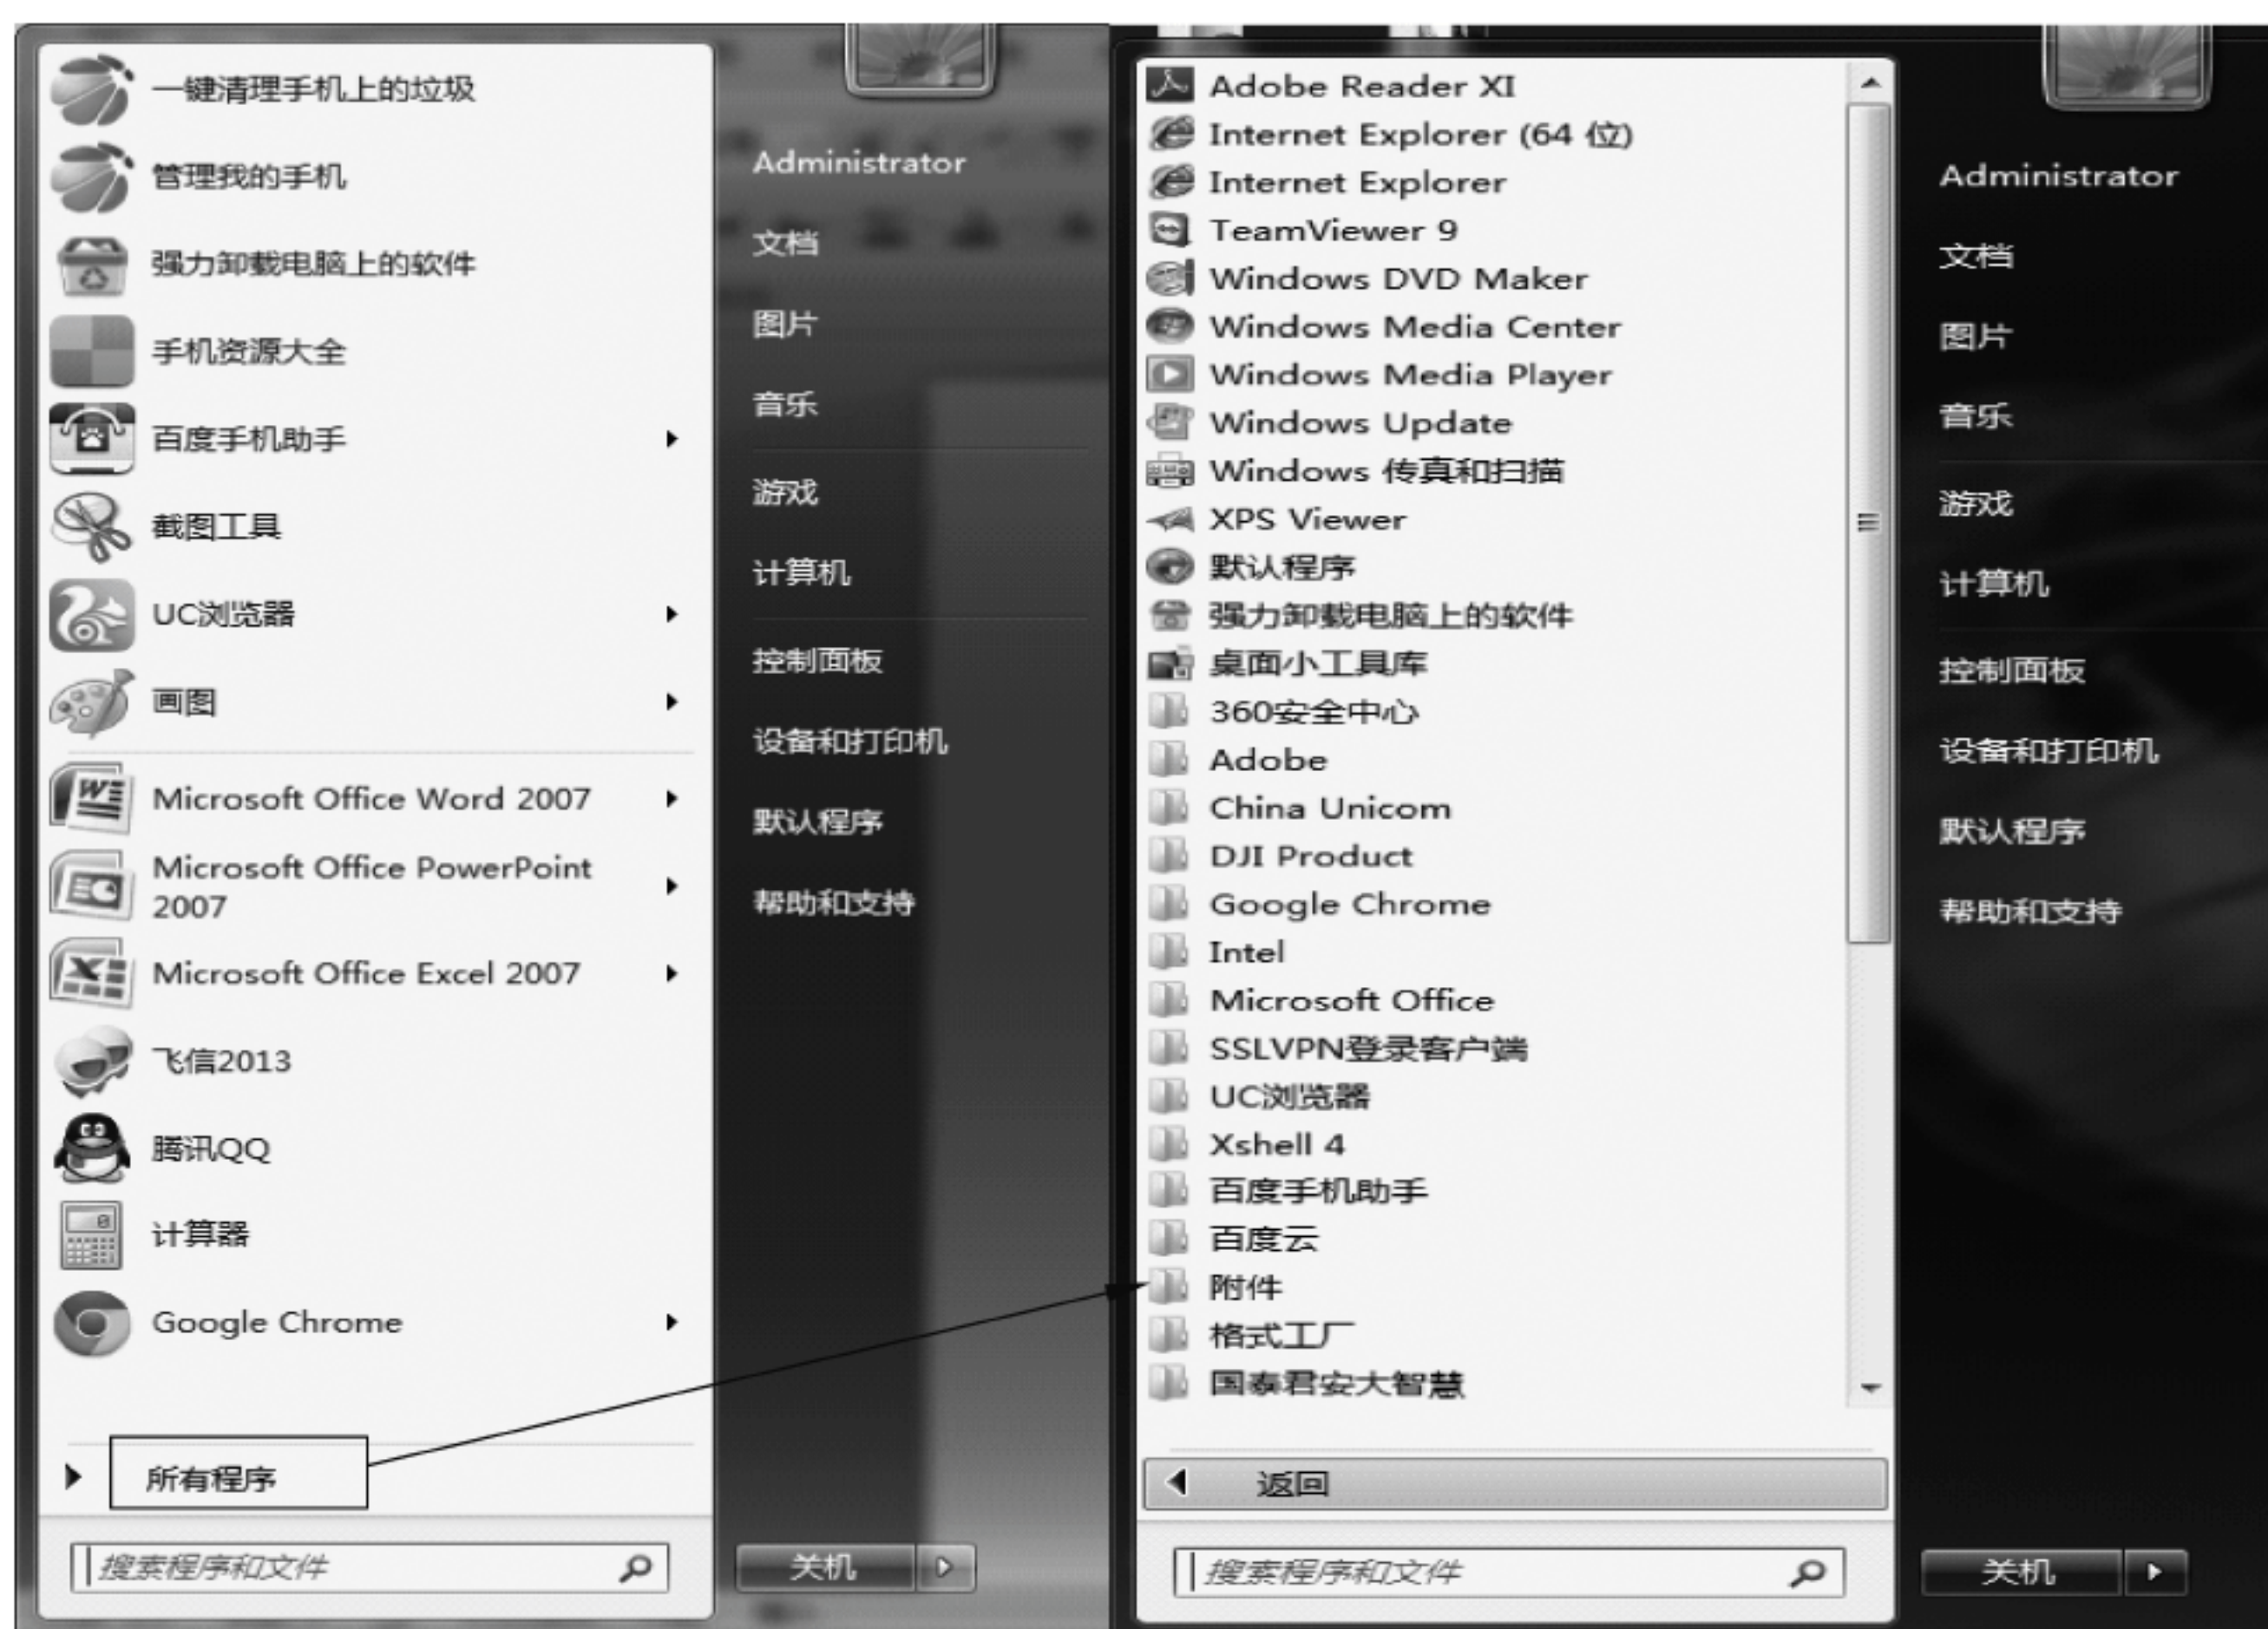 一键清理手机上的垃圾
管理我的手机
强力卸载电脑上的软件
手机资源大全
百度手机助手
截图工具
UC浏览器
画图
Microsoft Office Word 2007
Microsoft Office PowerPoint
2007
Microsoft Office Excel 2007
飞信2013
腾讯QQ
计算器
Google Chrome
所有程序
搜索程序和文件
Administrator
文档
图片
音乐
游戏
计算机
控制面板
设备和打印机
默认程序
帮助和支持
关机
Adobe Reader XI
Internet Explorer (64 位)
Internet Explorer
TeamViewer 9
Windows DVD Maker
Windows Media Center
Windows Media Player
Windows Update
Windows 传真和扫描
XPS Viewer
默认程序
强力卸载电脑上的软件
桌面小工具库
360安全中心
Adobe
China Unicom
DJI Product
Google Chrome
Intel
Microsoft Office
SSLVPN登录客户端
UC浏览器
Xshell 4
百度手机助手
百度云
附件
格式工厂
国泰君安大智慧
返回
搜索程序和文件
Administrator
文档
图片
音乐
游戏
计算机
控制面板
设备和打印机
默认程序
帮助和支持
关机